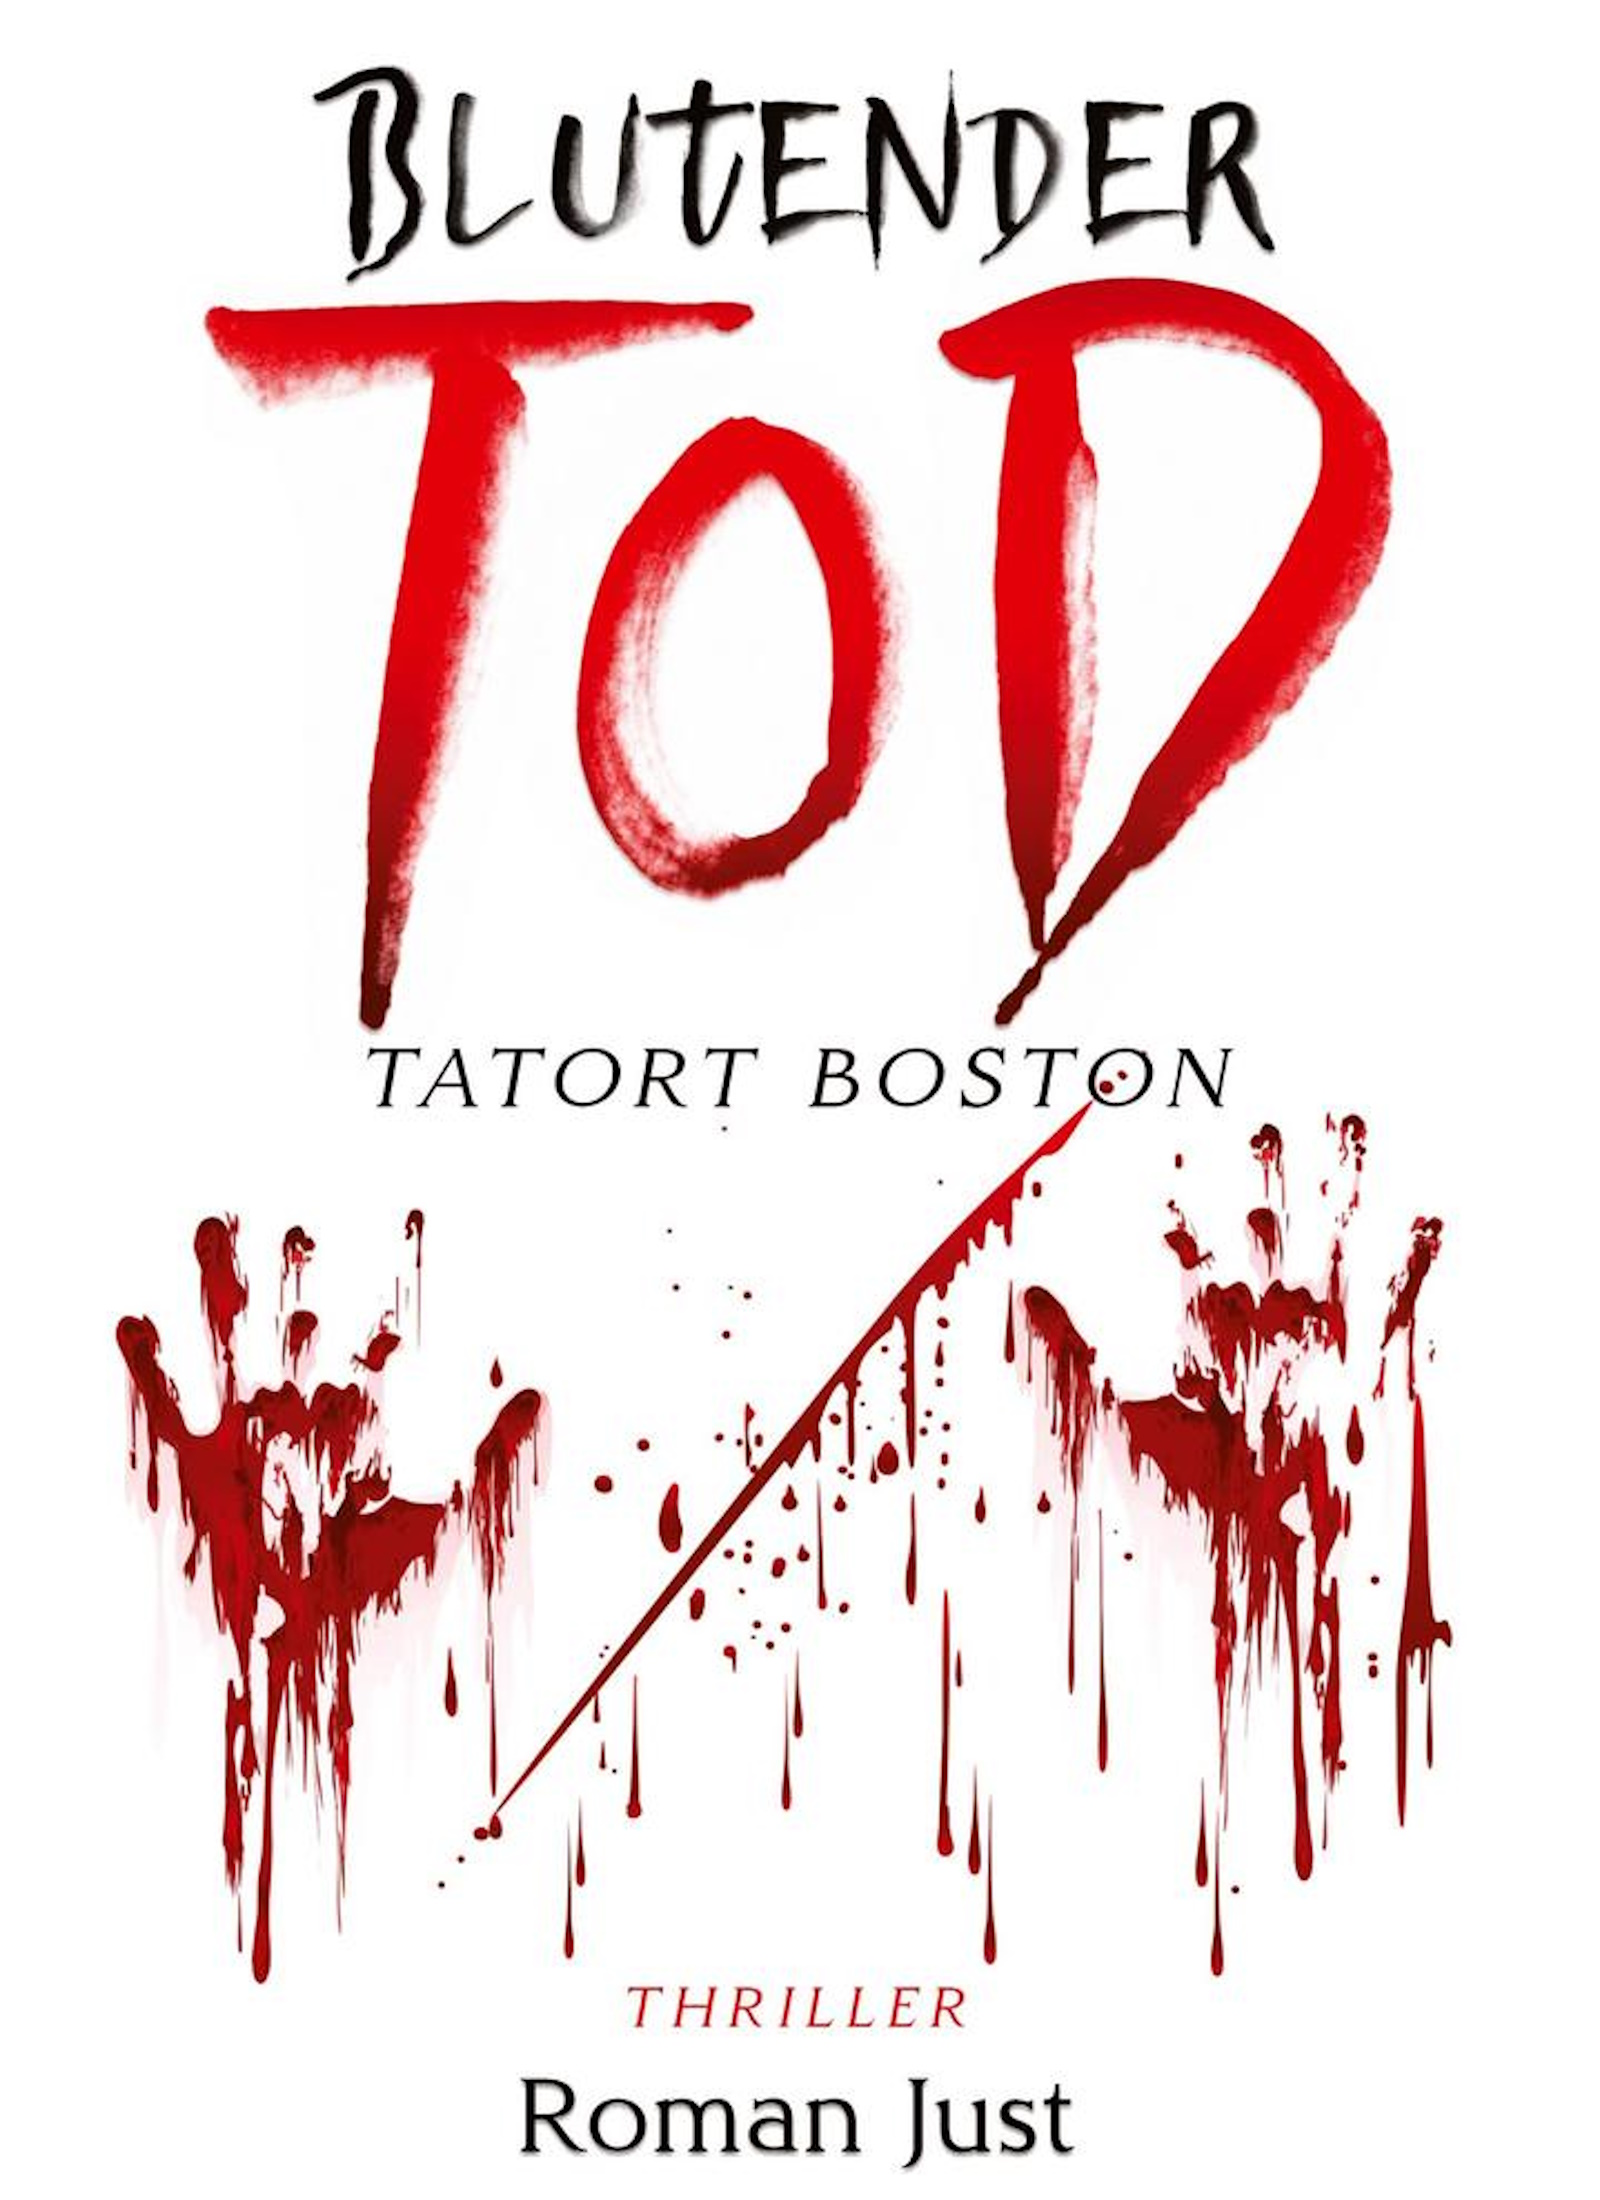 BLUtENDER
ToD
TATORT BOSTON
THRILLER
Roman Just